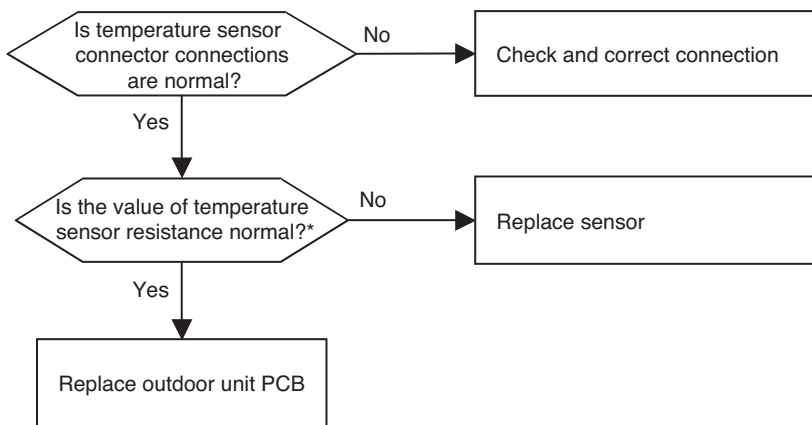 Is temperature sensor
connector connections
are normal?
No
Check and correct connection
Yes
Is the value of temperature
sensor resistance normal?*
No
Replace sensor
Yes
Replace outdoor unit PCB